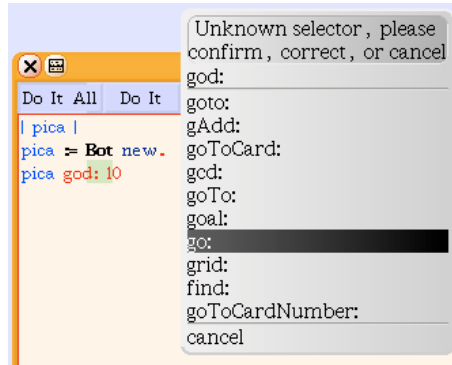 Do It All Do It
| pica |
pica := Bot new.
pica god: 10
Unknown selector, please
confirm, correct, or cancel
god:
goto:
gAdd:
goToCard:
gcd:
goTo:
goal:
go:
grid:
find:
goToCardNumber:
cancel